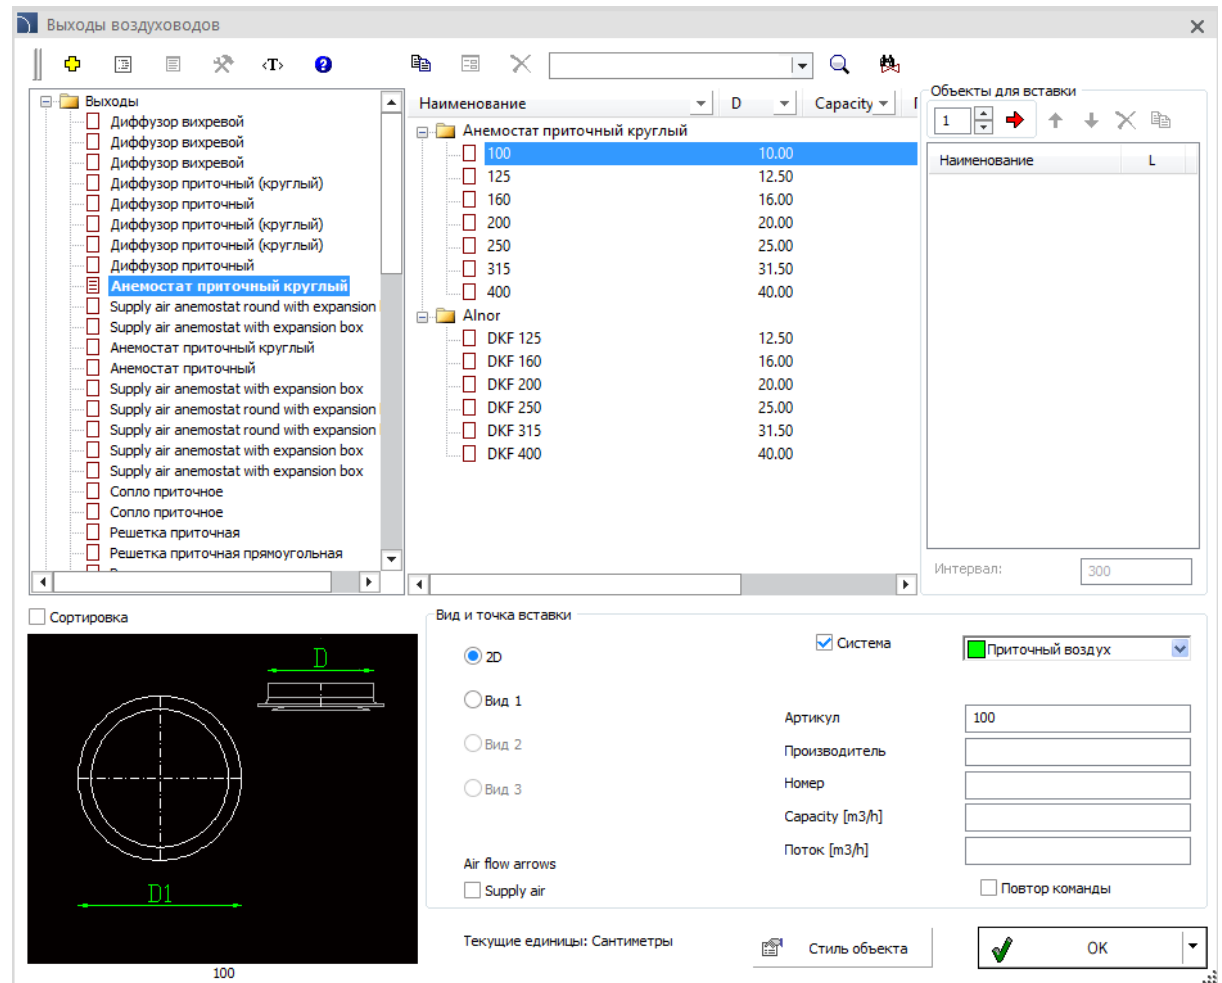 Выходы воздуховодов
‹T›
?
Выходы
Диффузор вихревой
Диффузор вихревой
Диффузор вихревой
Диффузор приточный (круглый)
Диффузор приточный
Диффузор приточный (круглый)
Диффузор приточный (круглый)
Диффузор приточный
Анемостат приточный круглый
Supply air anemostat round with expansion
Supply air anemostat with expansion box
Анемостат приточный круглый
Анемостат приточный
Supply air anemostat with expansion box
Supply air anemostat round with expansion
Supply air anemostat round with expansion
Supply air anemostat with expansion box
Supply air anemostat with expansion box
Сопло приточное
Сопло приточное
Решетка приточная
Решетка приточная прямоугольная
Наименование D Capacity
Анемостат приточный круглый
100 10.00
125 12.50
160 16.00
200 20.00
250 25.00
315 31.50
400 40.00
Alnor
DKF 125 12.50
DKF 160 16.00
DKF 200 20.00
DKF 250 25.00
DKF 315 31.50
DKF 400 40.00
Объекты для вставки
1
Наименование L
Интервал: 300
Сортировка
D
D1
100
Вид и точка вставки
2D
Вид 1
Вид 2
Вид 3
Air flow arrows
Supply air
Система Приточный воздух
Артикул 100
Производитель
Номер
Capacity [m3/h]
Поток [m3/h]
Повтор команды
Текущие единицы: Сантиметры
Стиль объекта
OK